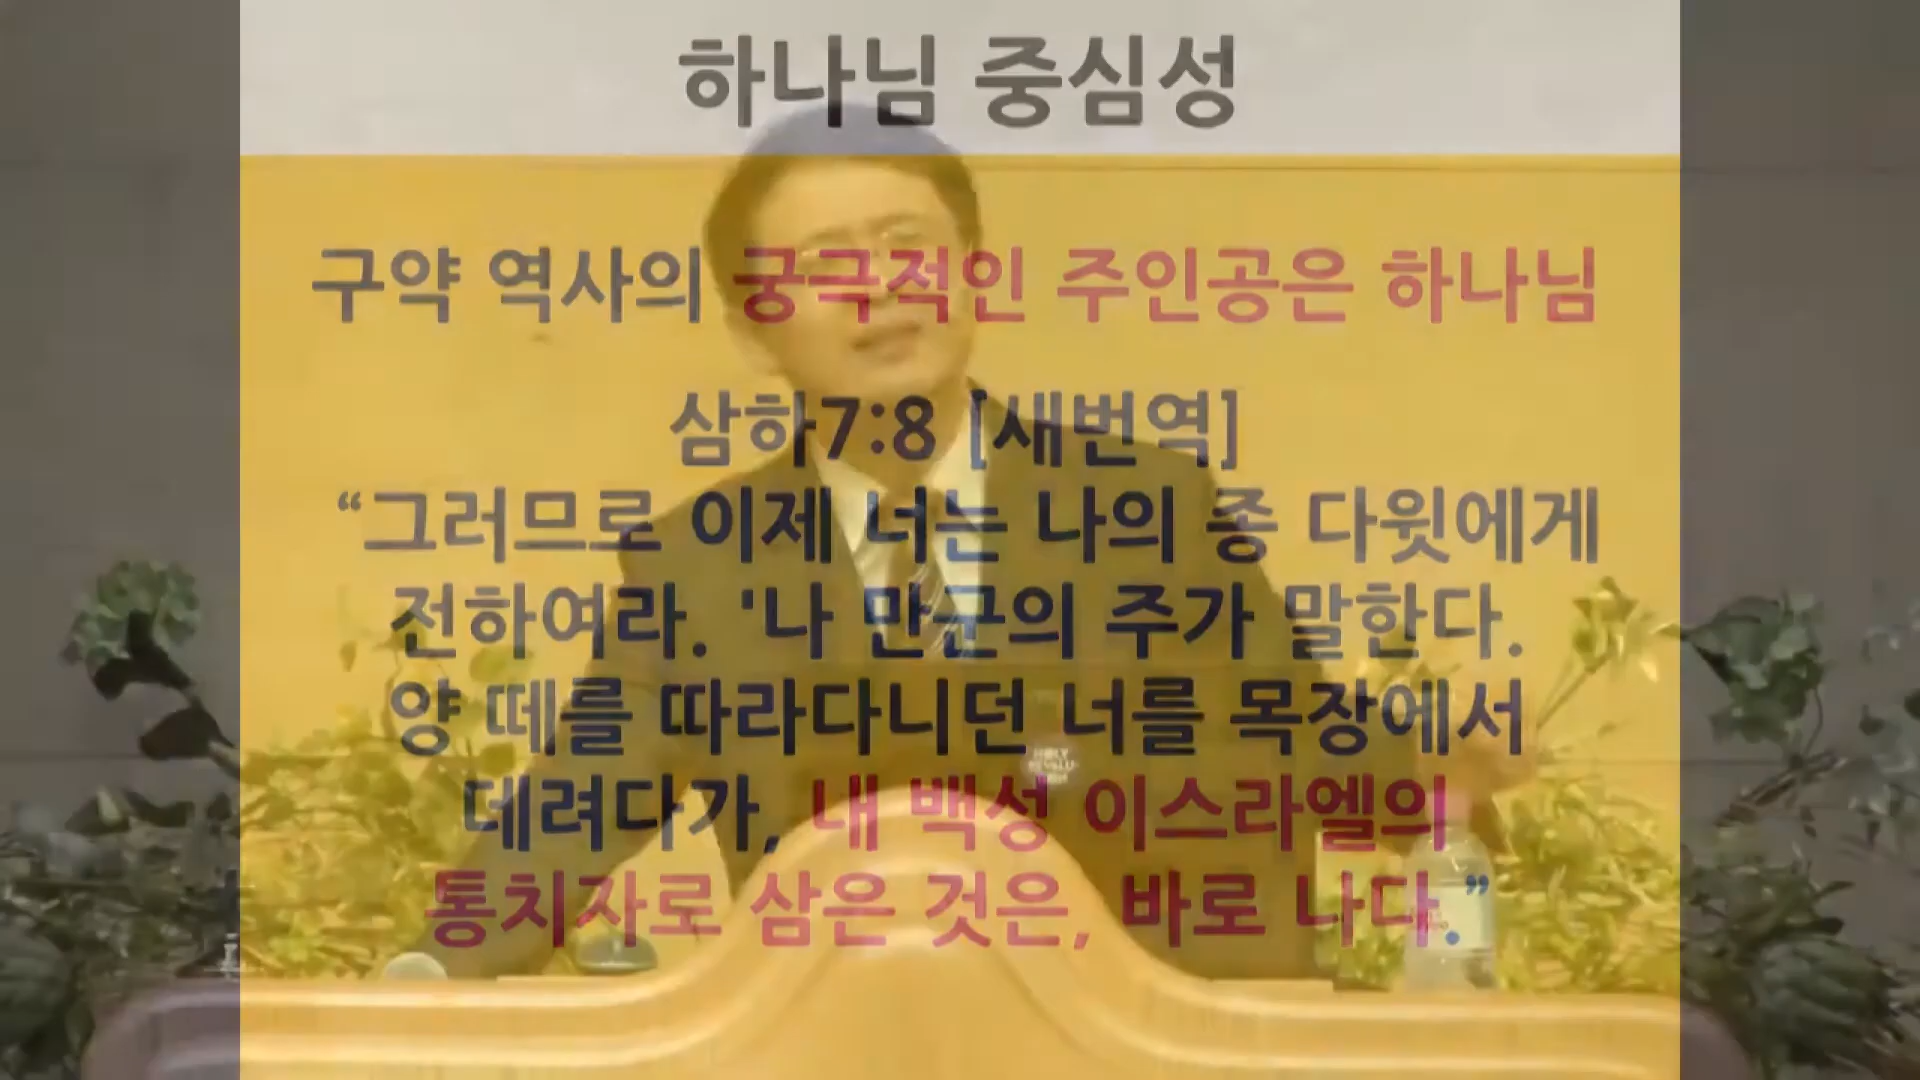 하나님 중심성
구약 역사의 궁극적인 주인공은 하나님
삼하7:8 [새번역]
“그러므로 이제 너는 나의 종 다윗에게
전하여라. '나 만군의 주가 말한다.
양 떼를 따라다니던 너를 목장에서
데려다가, 내 백성 이스라엘의
통치자로 삼은 것은, 바로 나다.”
HOLY